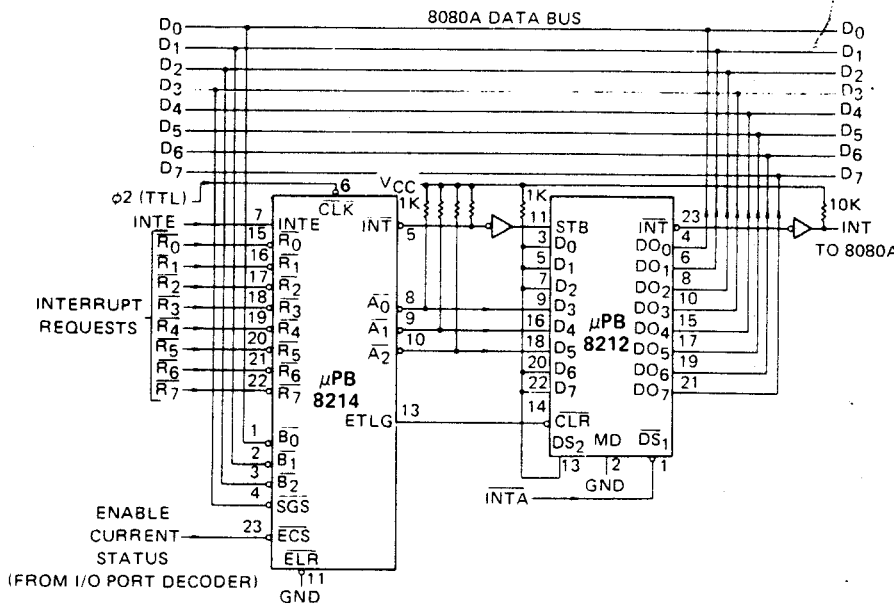 8080A DATA BUS
D0 D0
D1 D1
D2 D2
D3 D3
D4 D4
D5 D5
D6 D6
D7 D7
φ2 (TTL)
6
CLK
VCC
1K
1K
10K
INTE 7 INTE
INT 5
11 STB
INT 23
INT
TO 8080A
INTERRUPT
REQUESTS
R0 15 R0
R1 16 R1
R2 17 R2
R3 18 R3
R4 19 R4
R5 20 R5
R6 21 R6
R7 22 R7
A0 8
A1 9
A2 10
μPB
8214
ETLG 13
1 B0
2 B1
3 B2
4 SGS
23 ECS
ELR
11
GND
ENABLE
CURRENT
STATUS
(FROM I/O PORT DECODER)
3 D0
5 D1
7 D2
9 D3
16 D4
18 D5
20 D6
22 D7
14 CLR
μPB
8212
DO0 4
DO1 6
DO2 8
DO3 10
DO4 15
DO5 17
DO6 19
DO7 21
DS2 MD DS1
13 2 1
GND
INTA